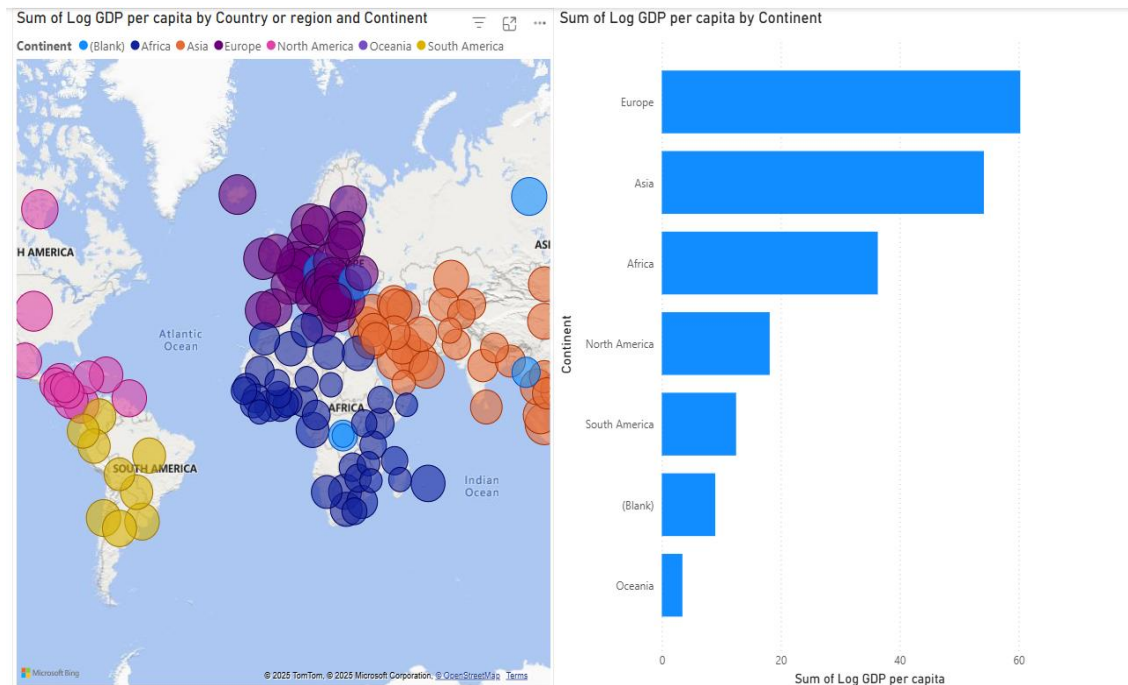 Sum of Log GDP per capita by Country or region and Continent
Continent (Blank) Africa Asia Europe North America Oceania South America
H AMERICA
ASI
Atlantic
Ocean
AFRICA
SOUTH AMERICA
Indian
Ocean
Microsoft Bing
© 2025 TomTom, © 2025 Microsoft Corporation, © OpenStreetMap Terms
Sum of Log GDP per capita by Continent
Continent
Europe
Asia
Africa
North America
South America
(Blank)
Oceania
0 20 40 60
Sum of Log GDP per capita